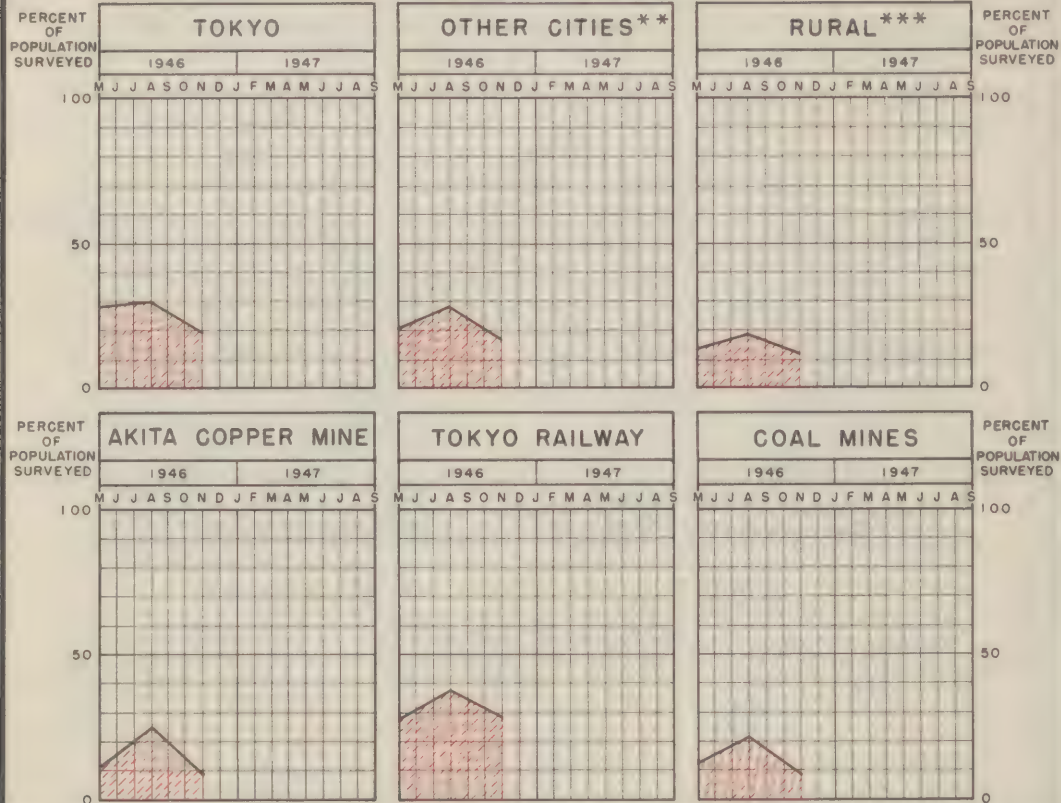 PERCENT
OF
POPULATION
SURVEYED
TOKYO
1946 1947
M J J A S O N D J F M A M J J A S
100
50
0
OTHER CITIES**
1946 1947
M J J A S O N D J F M A M J J A S
RURAL***
1946 1947
M J J A S O N D J F M A M J J A S
PERCENT
OF
POPULATION
SURVEYED
100
50
0
PERCENT
OF
POPULATION
SURVEYED
AKITA COPPER MINE
1946 1947
M J J A S O N D J F M A M J J A S
100
50
0
TOKYO RAILWAY
1946 1947
M J J A S O N D J F M A M J J A S
COAL MINES
1946 1947
M J J A S O N D J F M A M J J A S
PERCENT
OF
POPULATION
SURVEYED
100
50
0